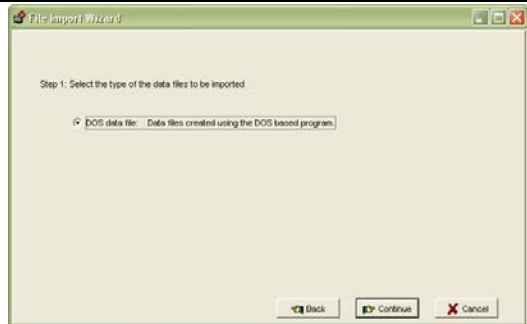 File Import Wizard
Step 1: Select the type of the data files to be imported
DOS data file: Data files created using the DOS based program.
Back Continue Cancel